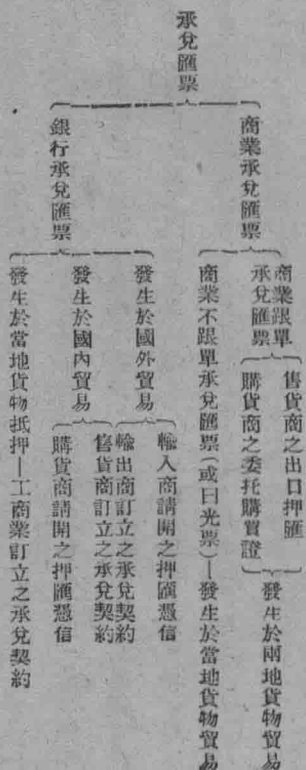 承兌匯票
商業承兌匯票
商業跟單承兌匯票
售貨商之出口押匯
購貨商之委托購買證
發生於兩地貨物貿易
商業不跟單承兌匯票（或曰光票）—發生於當地貨物貿易
銀行承兌匯票
發生於國外貿易
輸入商請開之押匯憑信
輸出商訂立之承兌契約
發生於國內貿易
售貨商訂立之承兌契約
購貨商請開之押匯憑信
發生於當地貨物抵押—工商業訂立之承兌契約